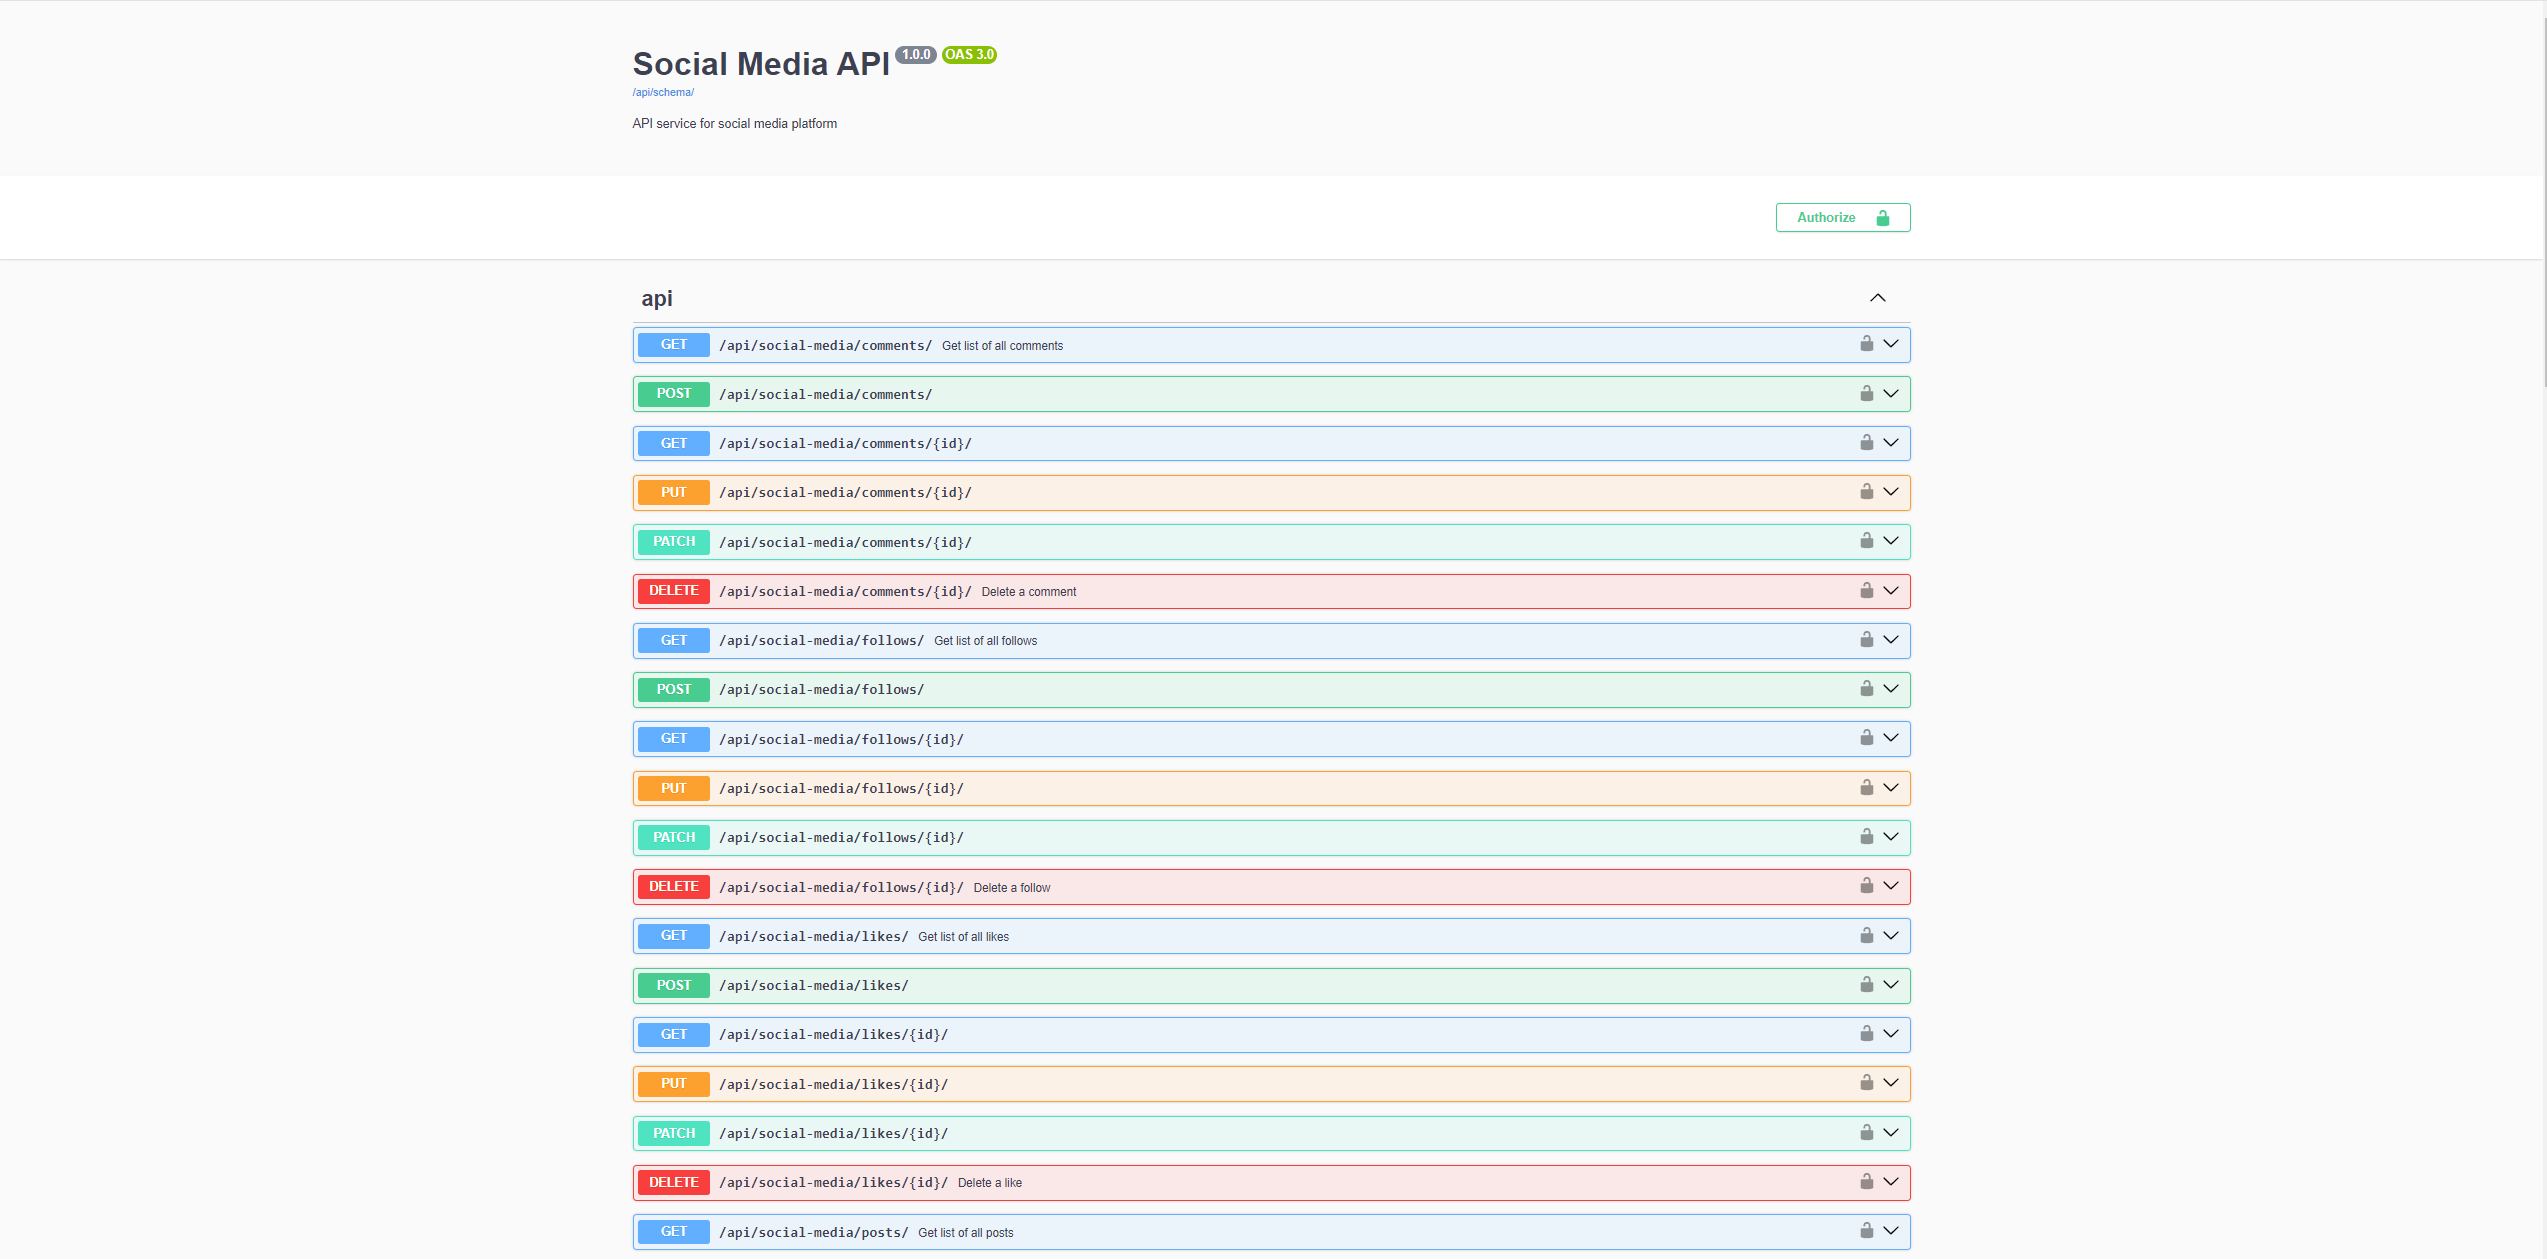 Social Media API 1.0.0 OAS 3.0
/api/schema/
API service for social media platform
Authorize
api
GET /api/social-media/comments/ Get list of all comments
POST /api/social-media/comments/
GET /api/social-media/comments/{id}/
PUT /api/social-media/comments/{id}/
PATCH /api/social-media/comments/{id}/
DELETE /api/social-media/comments/{id}/ Delete a comment
GET /api/social-media/follows/ Get list of all follows
POST /api/social-media/follows/
GET /api/social-media/follows/{id}/
PUT /api/social-media/follows/{id}/
PATCH /api/social-media/follows/{id}/
DELETE /api/social-media/follows/{id}/ Delete a follow
GET /api/social-media/likes/ Get list of all likes
POST /api/social-media/likes/
GET /api/social-media/likes/{id}/
PUT /api/social-media/likes/{id}/
PATCH /api/social-media/likes/{id}/
DELETE /api/social-media/likes/{id}/ Delete a like
GET /api/social-media/posts/ Get list of all posts